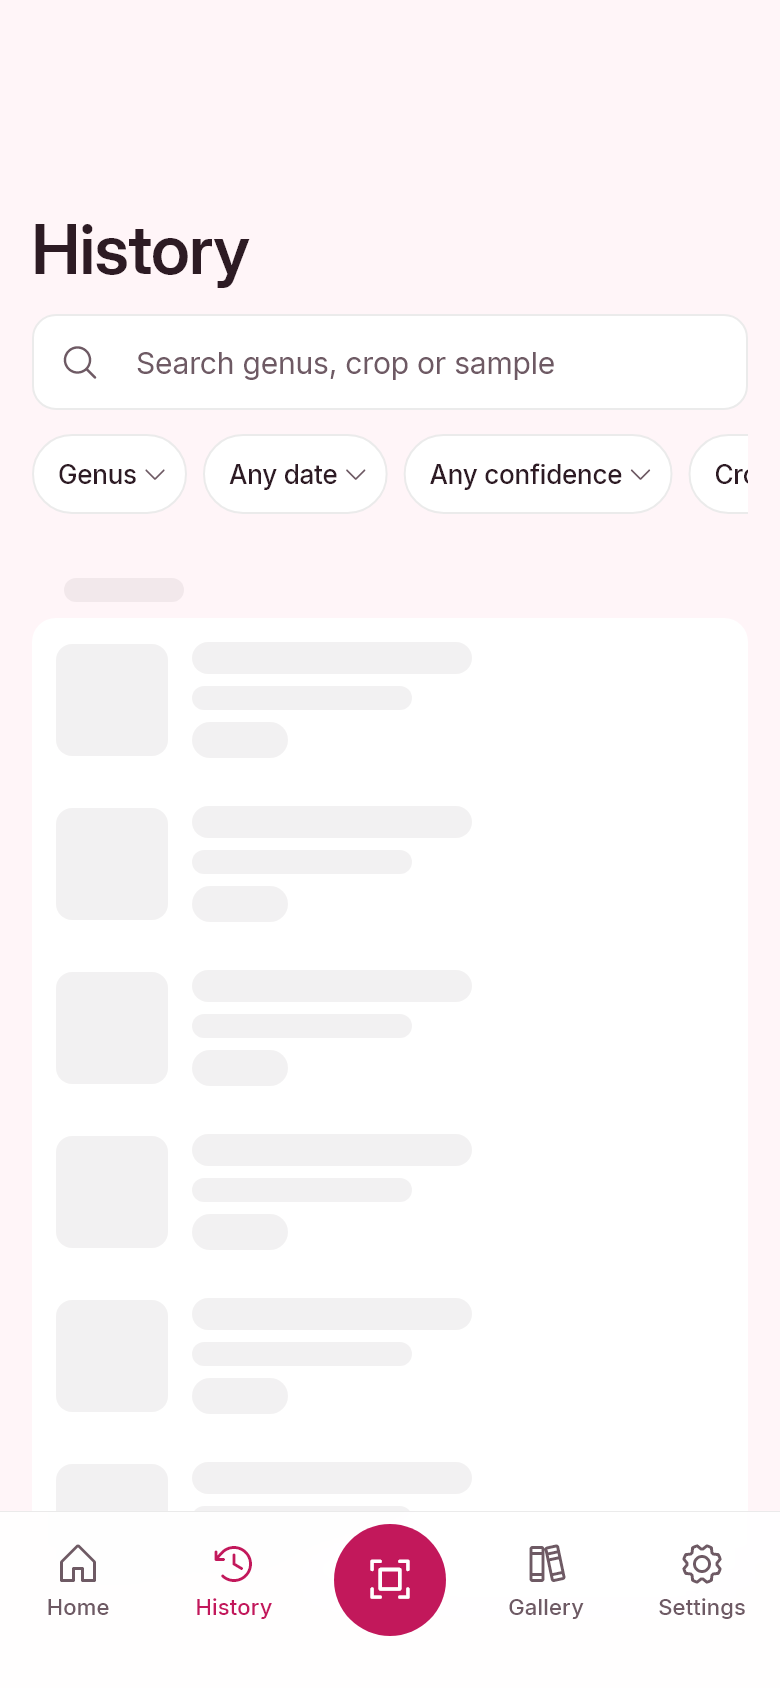 History
Search genus, crop or sample
Genus Any date Any confidence
Home History Gallery Settings